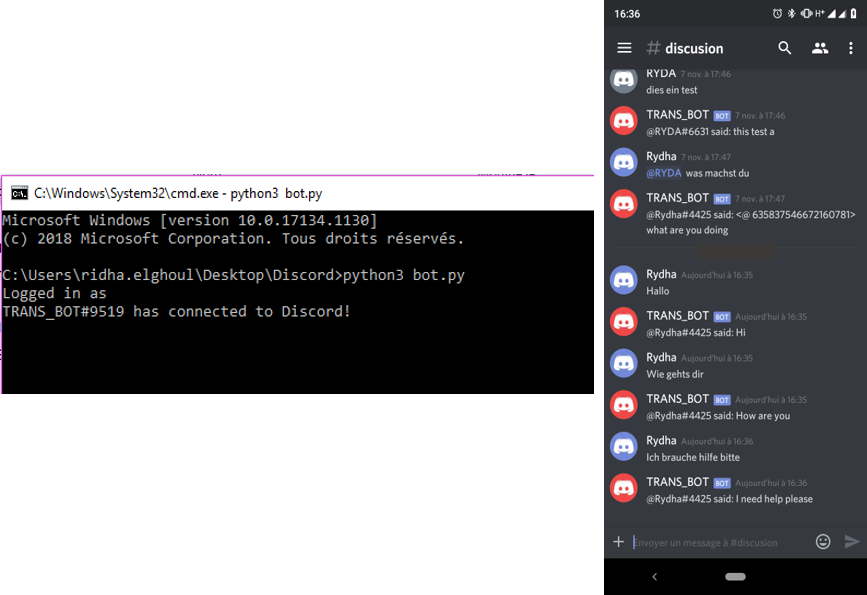 C:\Windows\System32\cmd.exe - python3 bot.py
Microsoft Windows [version 10.0.17134.1130]
(c) 2018 Microsoft Corporation. Tous droits réservés.
C:\Users\ridha.elghoul\Desktop\Discord>python3 bot.py
Logged in as
TRANS_BOT#9519 has connected to Discord!
16:36 H+
# discusion
RYDA 7 nov. à 17:46
dies ein test
TRANS_BOT BOT 7 nov. à 17:46
@RYDA#6631 said: this test a
Rydha 7 nov. à 17:47
@RYDA was machst du
TRANS_BOT BOT 7 nov. à 17:47
@Rydha#4425 said: <@ 635837546672160781>
what are you doing
Rydha Aujourd'hui à 16:35
Hallo
TRANS_BOT BOT Aujourd'hui à 16:35
@Rydha#4425 said: Hi
Rydha Aujourd'hui à 16:35
Wie gehts dir
TRANS_BOT BOT Aujourd'hui à 16:35
@Rydha#4425 said: How are you
Rydha Aujourd'hui à 16:36
Ich brauche hilfe bitte
TRANS_BOT BOT Aujourd'hui à 16:36
@Rydha#4425 said: I need help please
Envoyer un message à #discusion